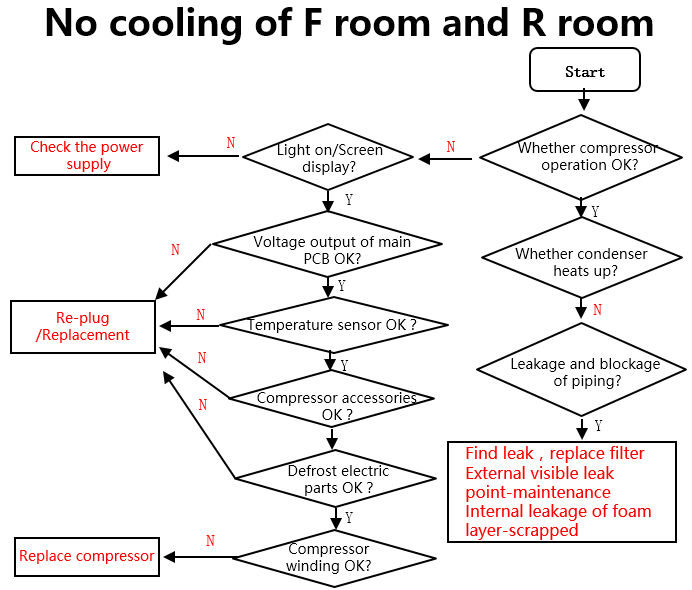 No cooling of F room and R room
Start
Whether compressor
operation OK?
N
Y
Light on/Screen
display?
N
Check the power
supply
Y
Voltage output of main
PCB OK?
N
Re-plug
/Replacement
Y
Temperature sensor OK ?
N
Y
Compressor accessories
OK ?
N
Defrost electric
parts OK ?
N
Y
Compressor
winding OK?
N
Replace compressor
Whether condenser
heats up?
N
Leakage and blockage
of piping?
Y
Find leak , replace filter
External visible leak
point-maintenance
Internal leakage of foam
layer-scrapped